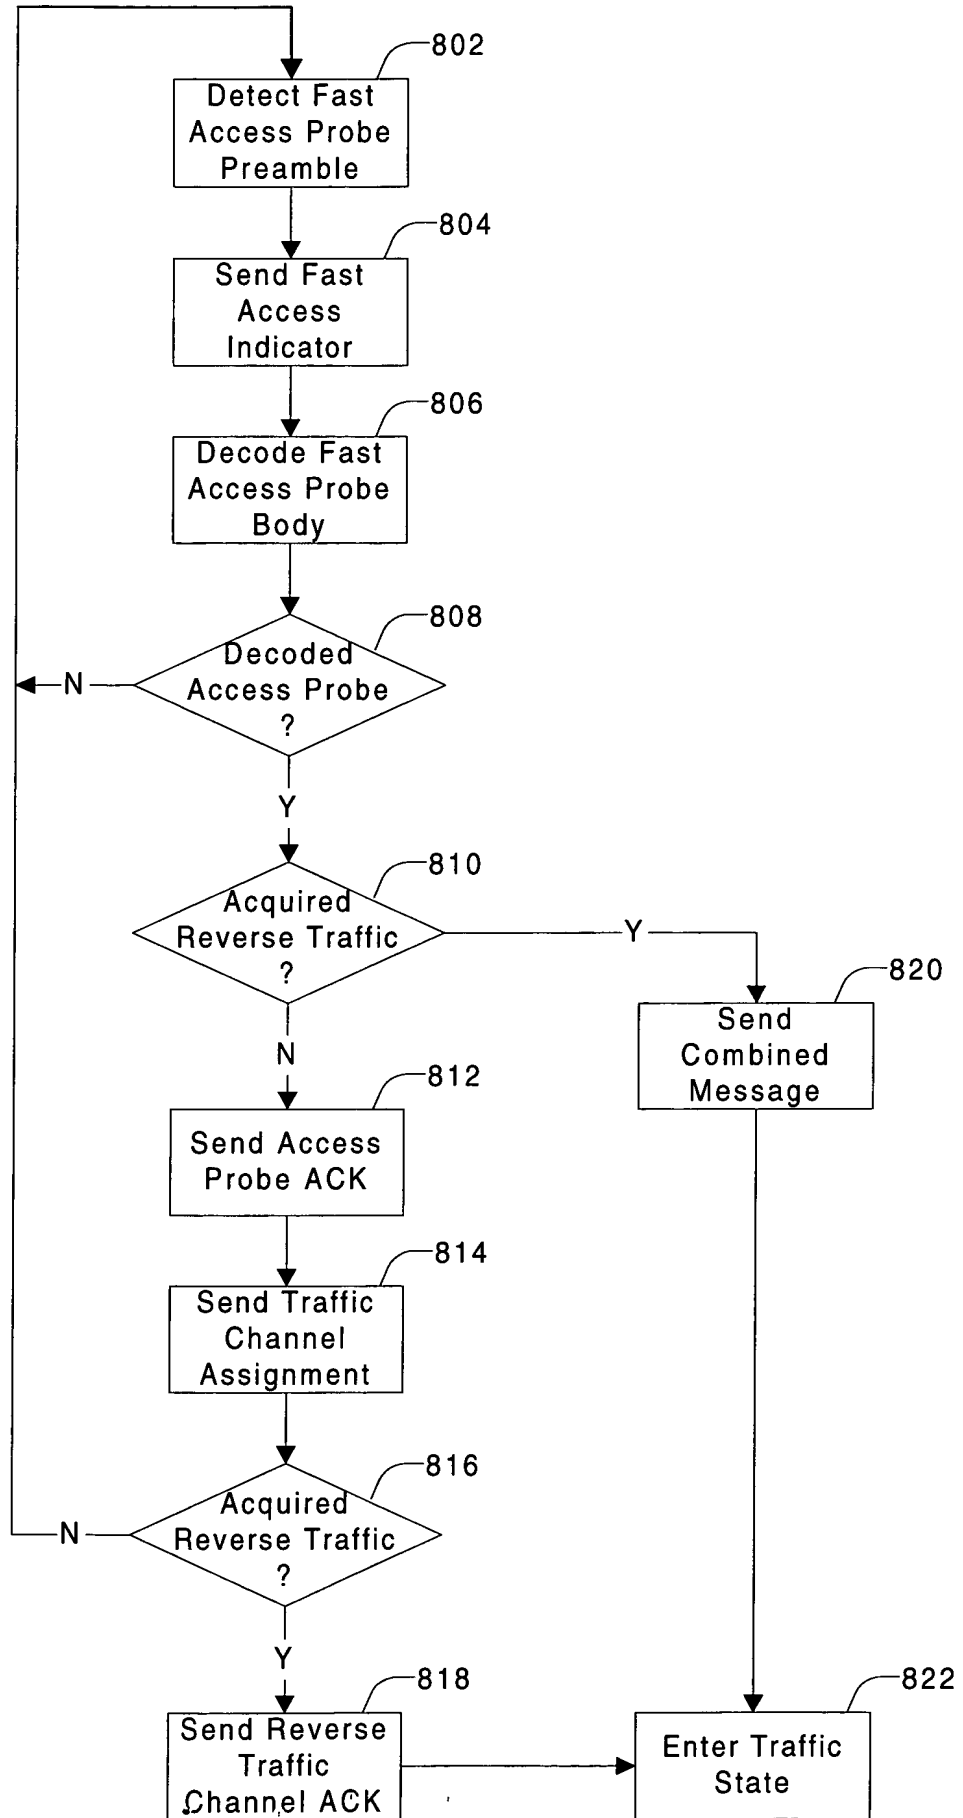 802
Detect Fast
Access Probe
Preamble
804
Send Fast
Access
Indicator
806
Decode Fast
Access Probe
Body
808
Decoded
Access Probe
?
N
Y
810
Acquired
Reverse Traffic
?
Y
N
820
Send
Combined
Message
812
Send Access
Probe ACK
814
Send Traffic
Channel
Assignment
816
Acquired
Reverse Traffic
?
N
Y
818
Send Reverse
Traffic
Channel ACK
822
Enter Traffic
State